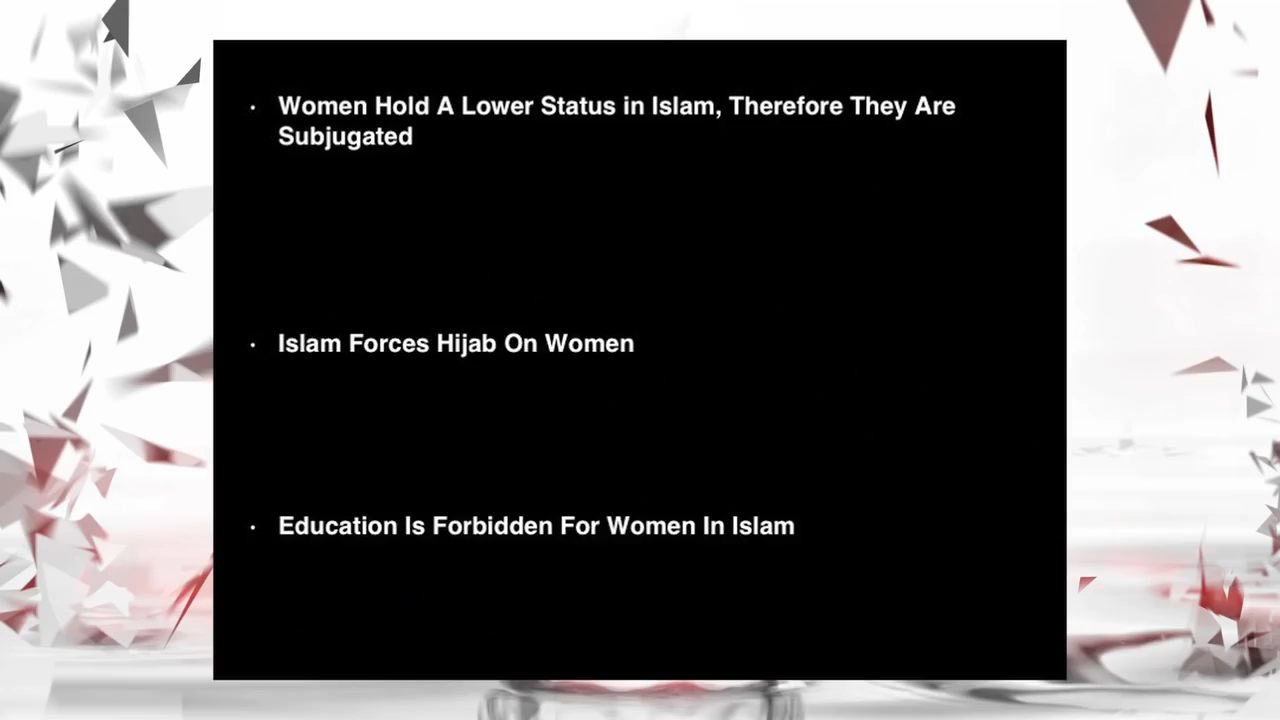 · Women Hold A Lower Status in Islam, Therefore They Are
Subjugated
· Islam Forces Hijab On Women
· Education Is Forbidden For Women In Islam